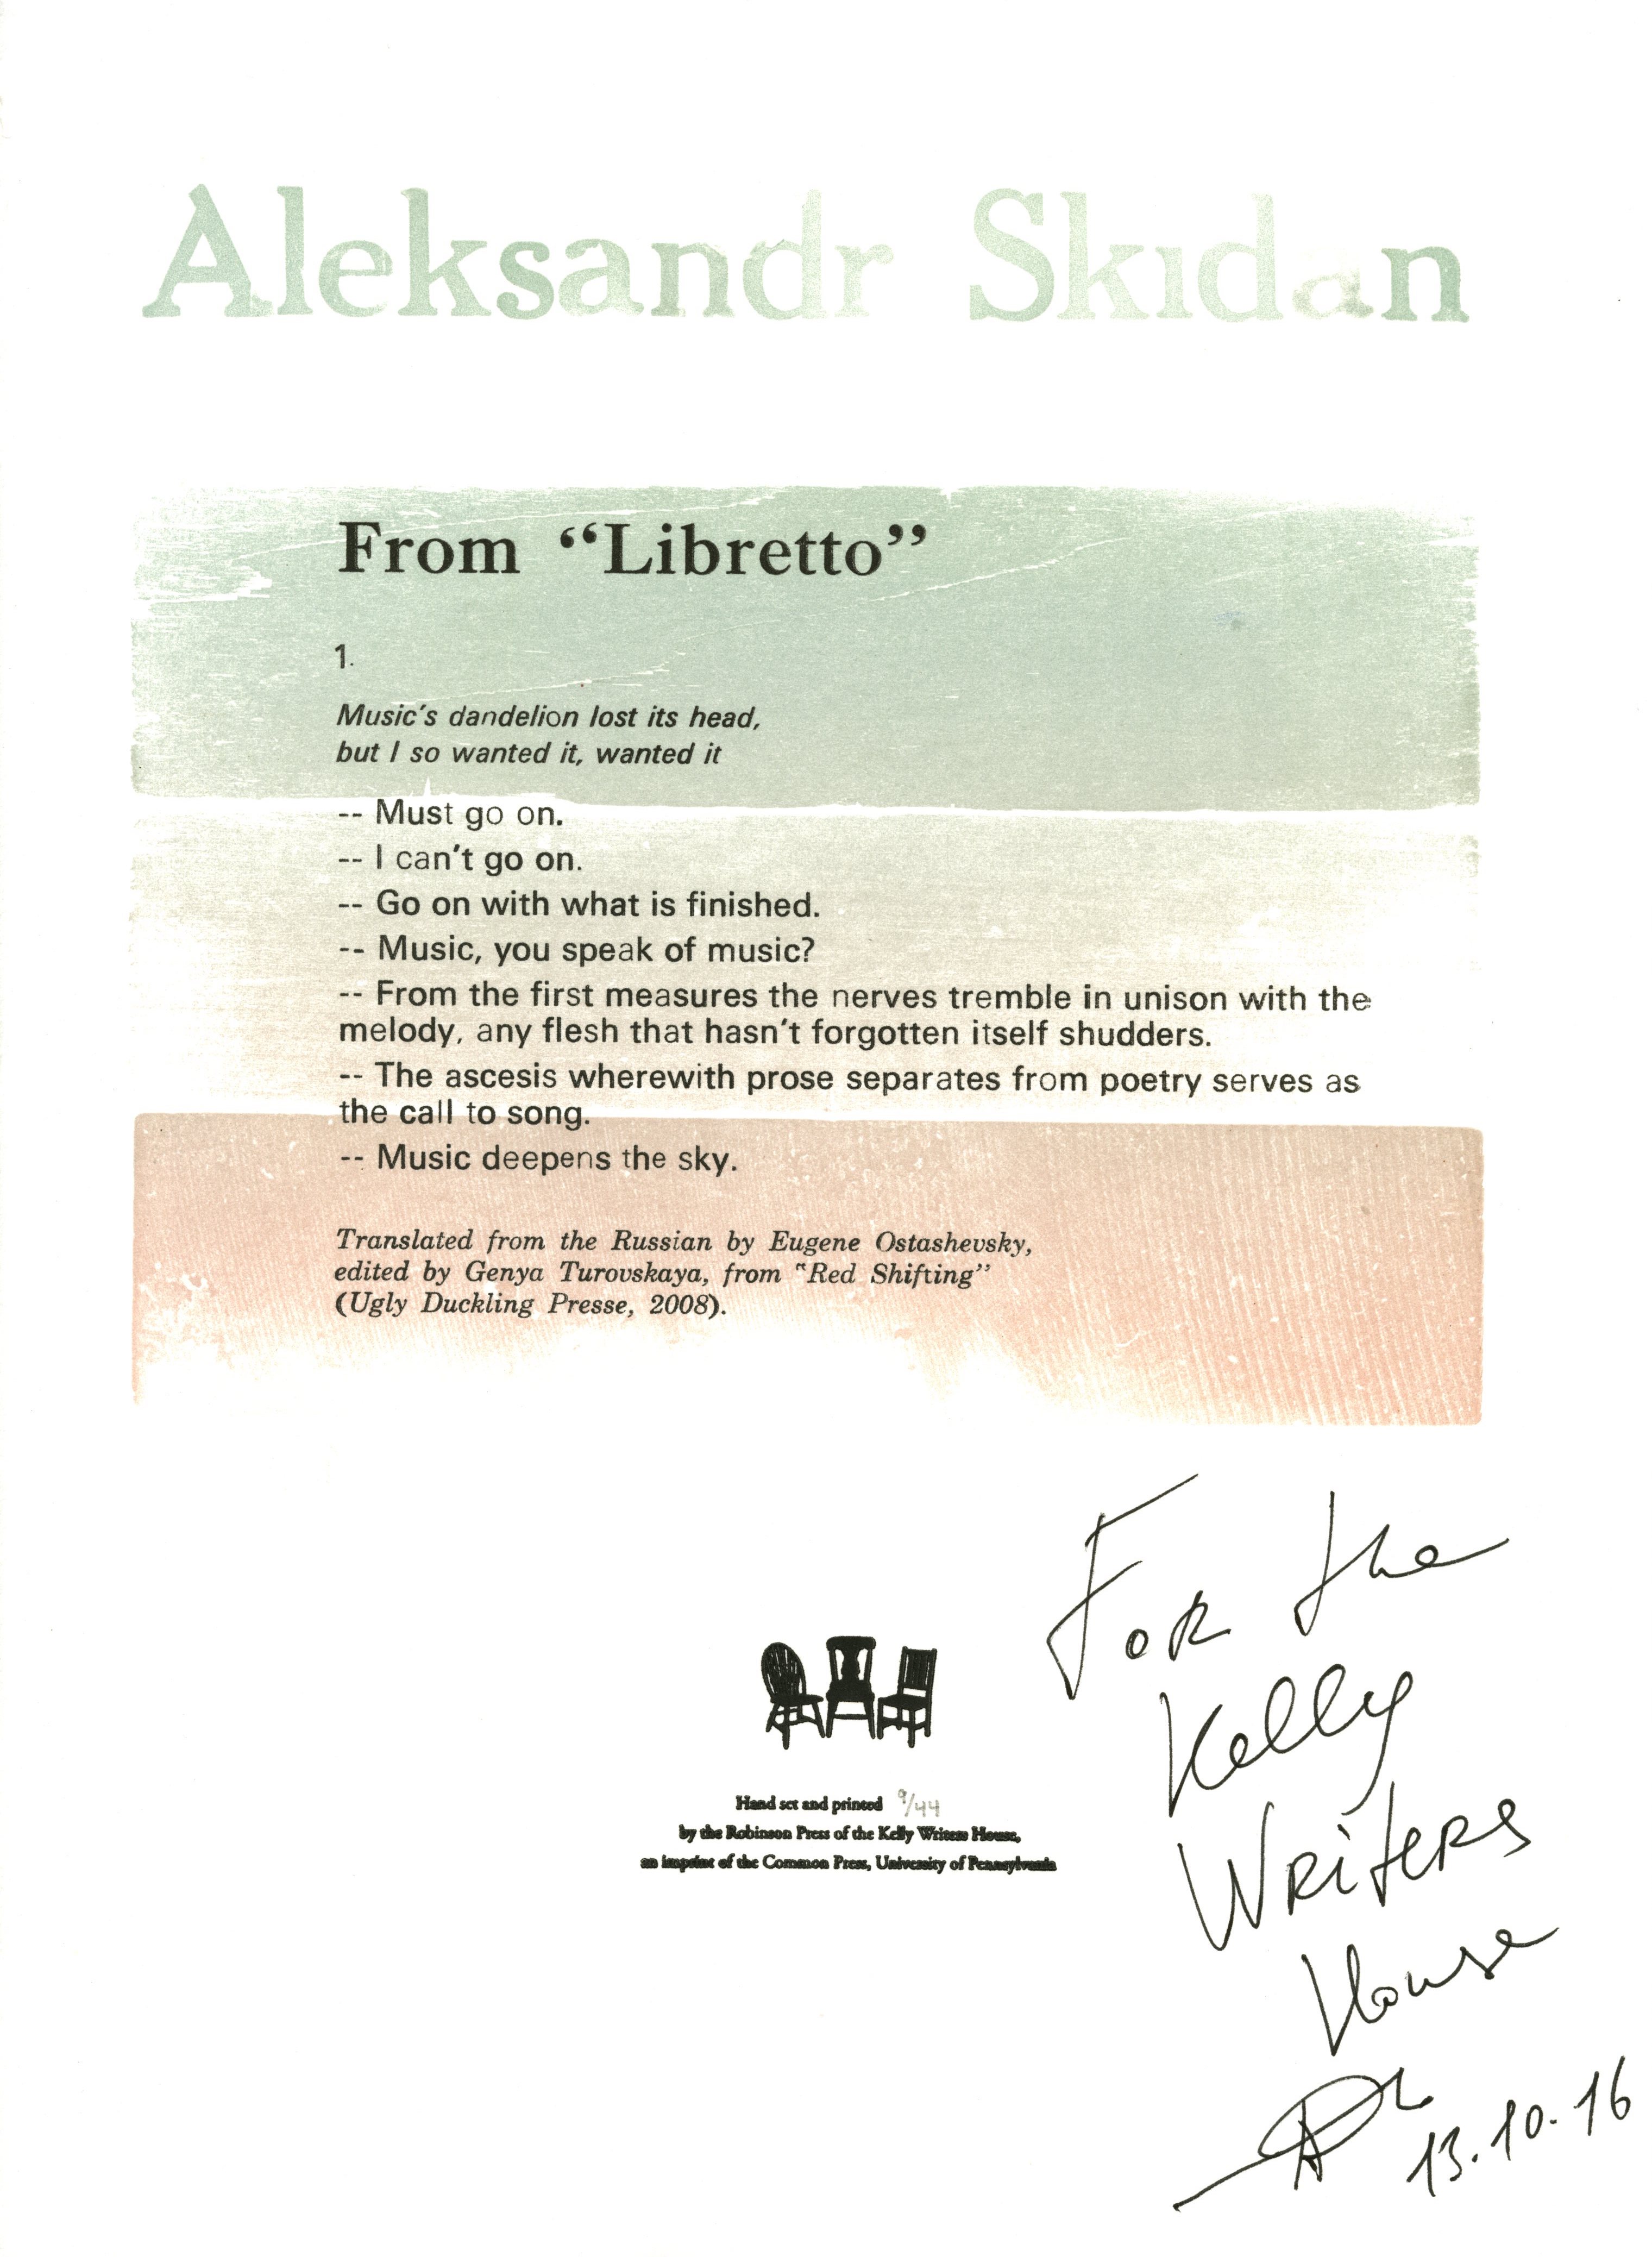 Aleksandr Skidan
From “Libretto”
1.
Music's dandelion lost its head,
but I so wanted it, wanted it
-- Must go on.
-- I can't go on.
-- Go on with what is finished.
-- Music, you speak of music?
-- From the first measures the nerves tremble in unison with the
melody, any flesh that hasn't forgotten itself shudders.
-- The ascesis wherewith prose separates from poetry serves as
the call to song.
-- Music deepens the sky.
Translated from the Russian by Eugene Ostashevsky,
edited by Genya Turovskaya, from “Red Shifting”
(Ugly Duckling Presse, 2008).
For the
Kelly
Writers
House
13.10.16
Hand set and printed 9/44
by the Robinson Press of the Kelly Writers House,
an imprint of the Common Press, University of Pennsylvania